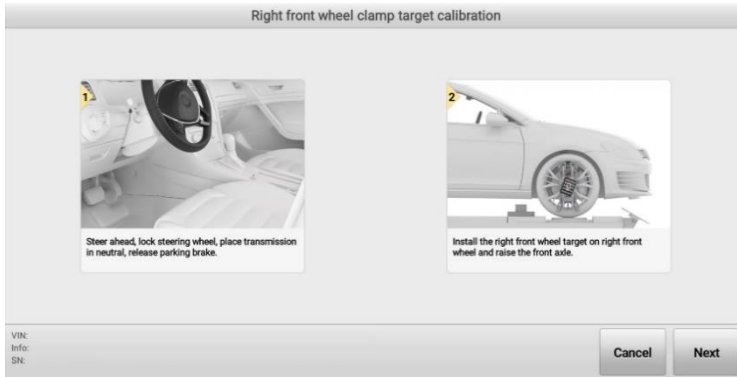 Right front wheel clamp target calibration
1
2
Steer ahead, lock steering wheel, place transmission
in neutral, release parking brake.
Install the right front wheel target on right front
wheel and raise the front axle.
VIN:
Info:
SN:
Cancel
Next